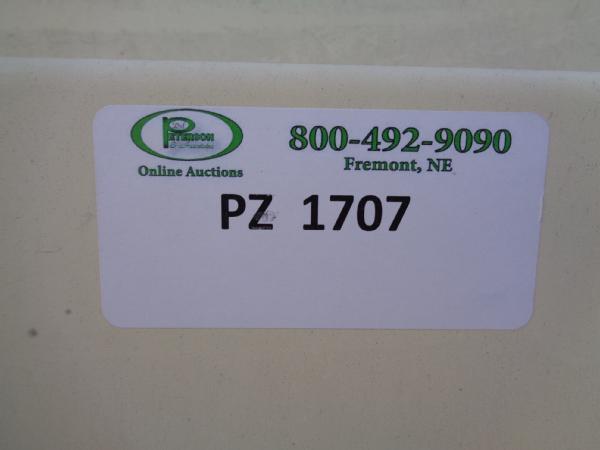 PETERSON
Online Auctions
800-492-9090
Fremont, NE
PZ 1707